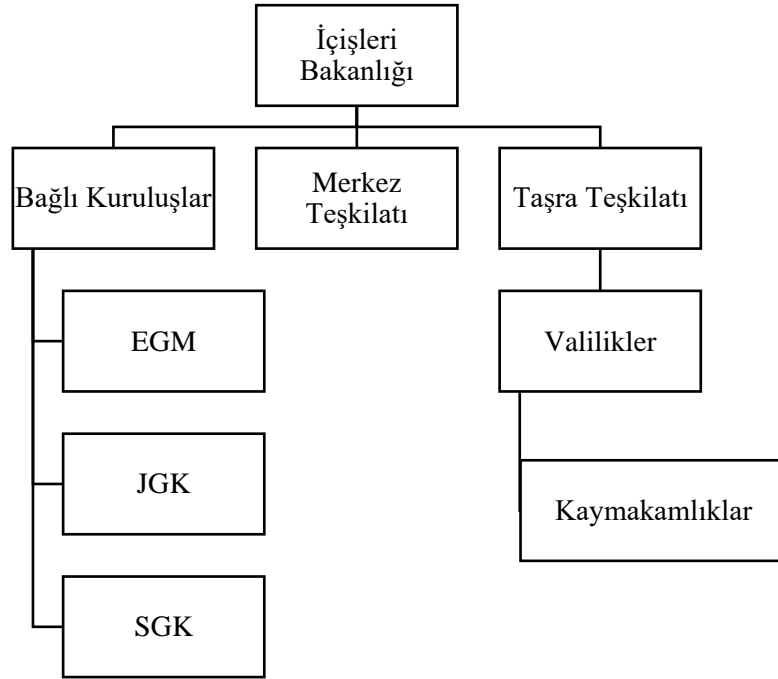 İçişleri
Bakanlığı
Bağlı Kuruluşlar
Merkez
Teşkilatı
Taşra Teşkilatı
EGM
Valilikler
JGK
Kaymakamlıklar
SGK